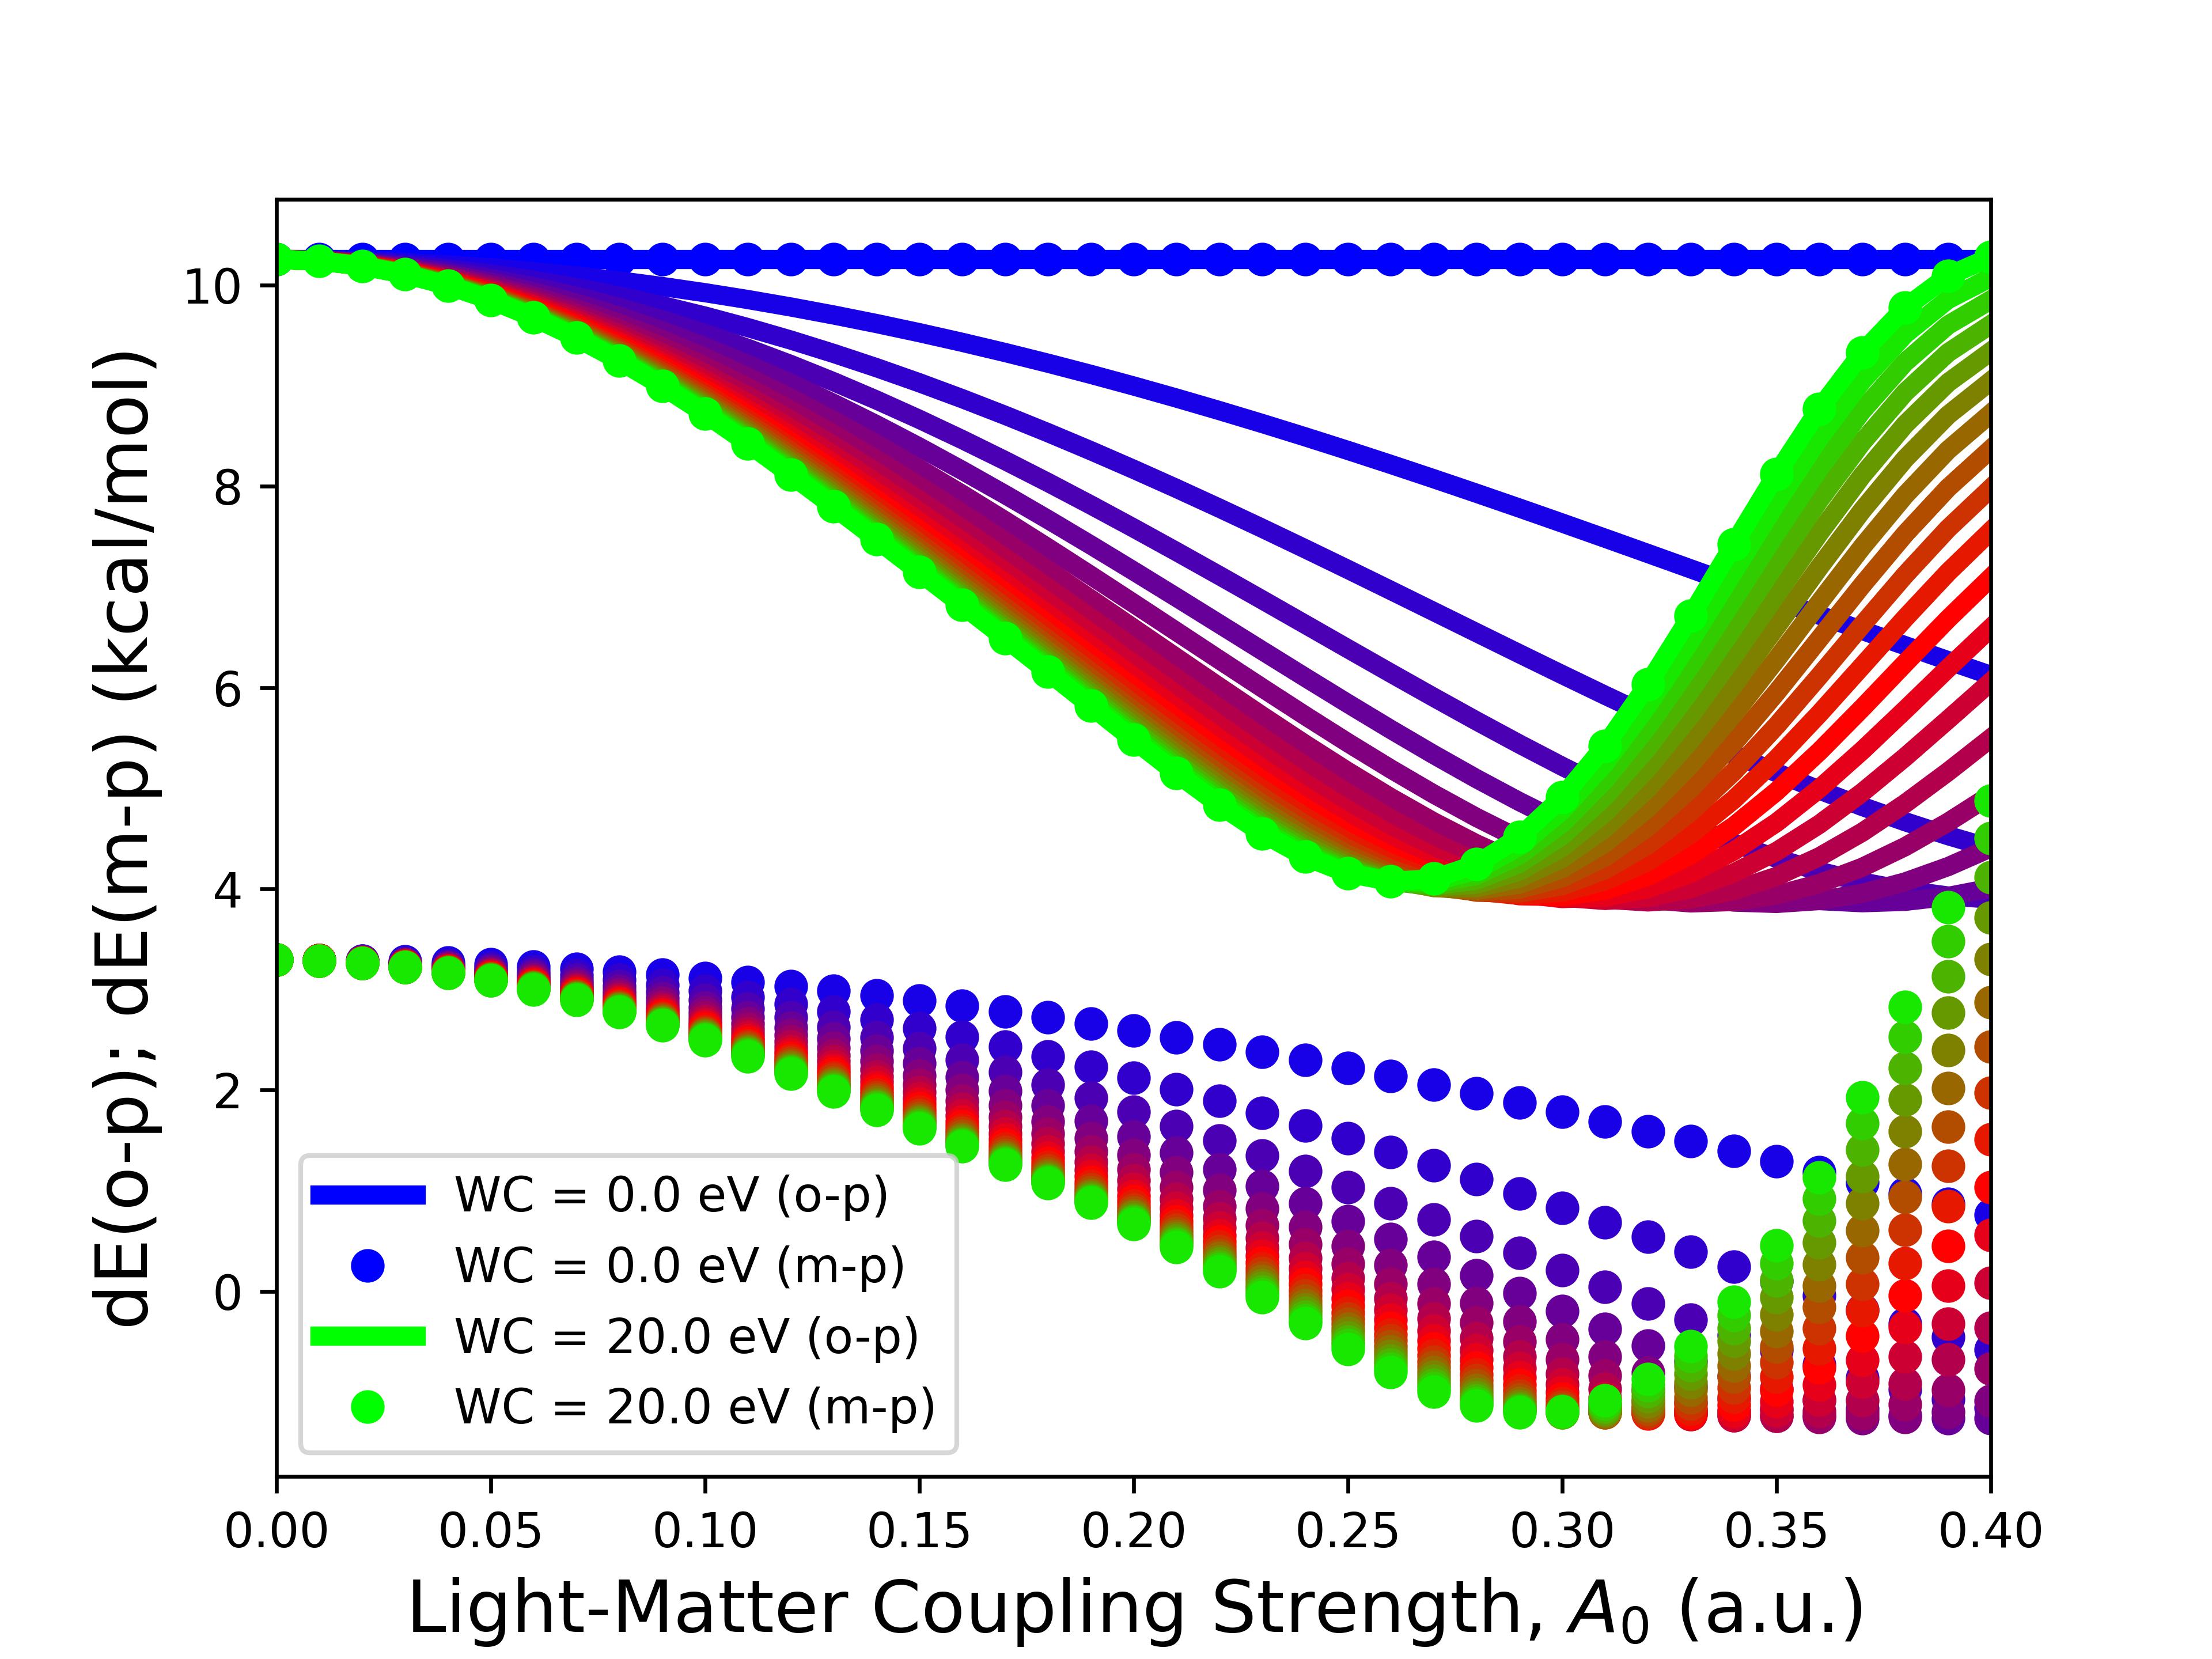 dE(o-p); dE(m-p) (kcal/mol)
10
8
6
4
2
0
WC = 0.0 eV (o-p)
WC = 0.0 eV (m-p)
WC = 20.0 eV (o-p)
WC = 20.0 eV (m-p)
0.00 0.05 0.10 0.15 0.20 0.25 0.30 0.35 0.40
Light-Matter Coupling Strength, A₀ (a.u.)